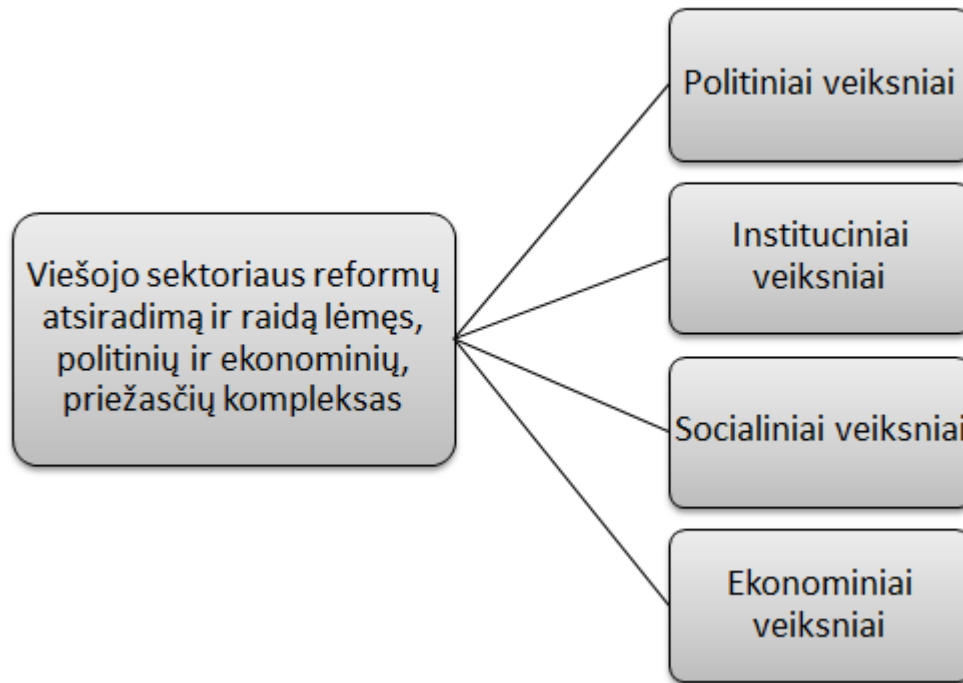 Viešojo sektoriaus reformų
atsiradimą ir raidą lėmęs,
politinių ir ekonominių,
priežasčių kompleksas
Politiniai veiksniai
Instituciniai
veiksniai
Socialiniai veiksniai
Ekonominiai
veiksniai